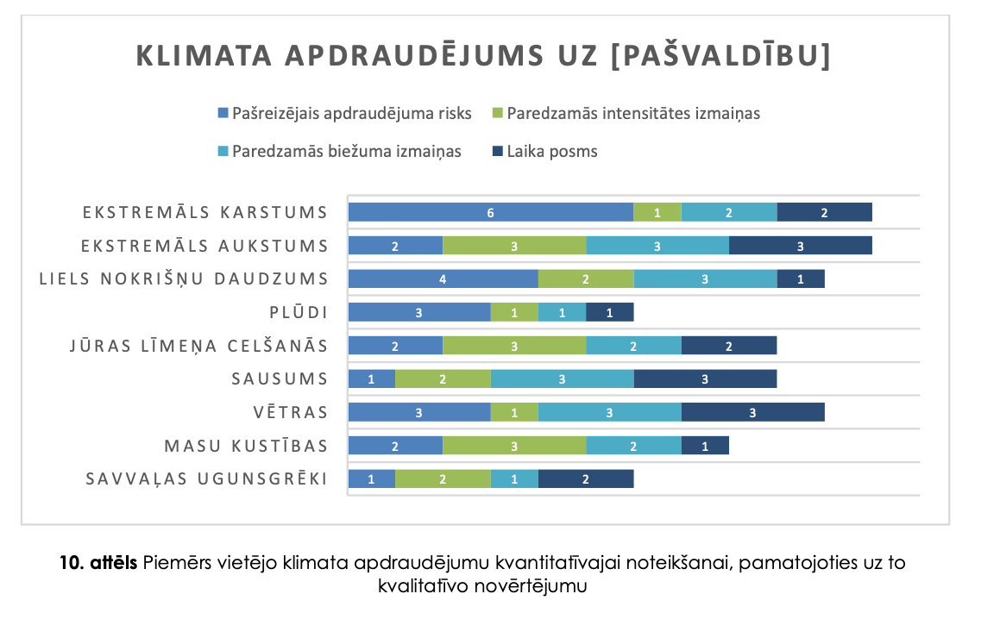 KLIMATA APDRAUDĒJUMS UZ [PAŠVALDĪBU]
Pašreizējais apdraudējuma risks Paredzamās intensitātes izmaiņas
Paredzamās biežuma izmaiņas Laika posms
EKSTREMĀLS KARSTUMS 6 1 2 2
EKSTREMĀLS AUKSTUMS 2 3 3 3
LIELS NOKRIŠŅU DAUDZUMS 4 2 3 1
PLŪDI 3 1 1 1
JŪRAS LĪMEŅA CELŠANĀS 2 3 2 2
SAUSUMS 1 2 3 3
VĒTRAS 3 1 3 3
MASU KUSTĪBAS 2 3 2 1
SAVVAĻAS UGUNSGRĒKI 1 2 1 2
10. attēls Piemērs vietējo klimata apdraudējumu kvantitatīvajai noteikšanai, pamatojoties uz to
kvalitatīvo novērtējumu